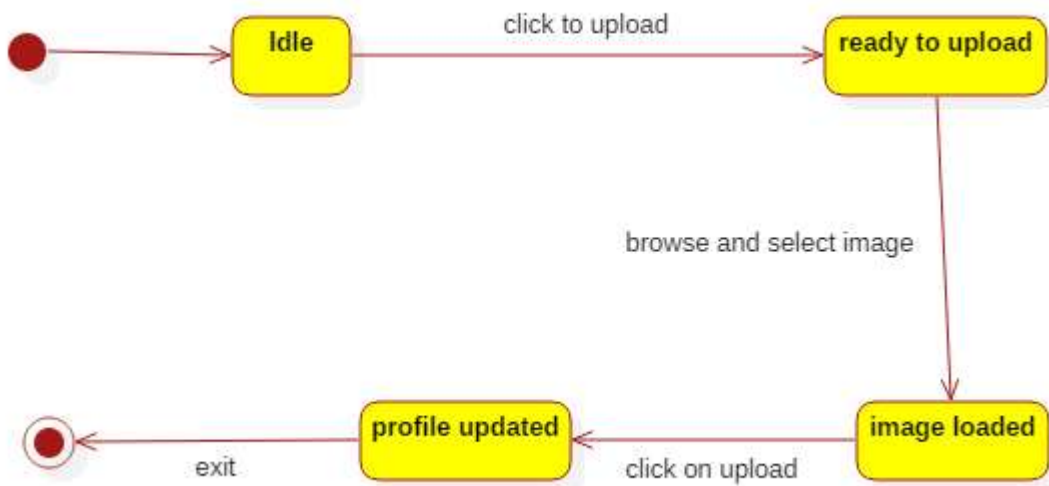 Idle
click to upload
ready to upload
browse and select image
image loaded
click on upload
profile updated
exit